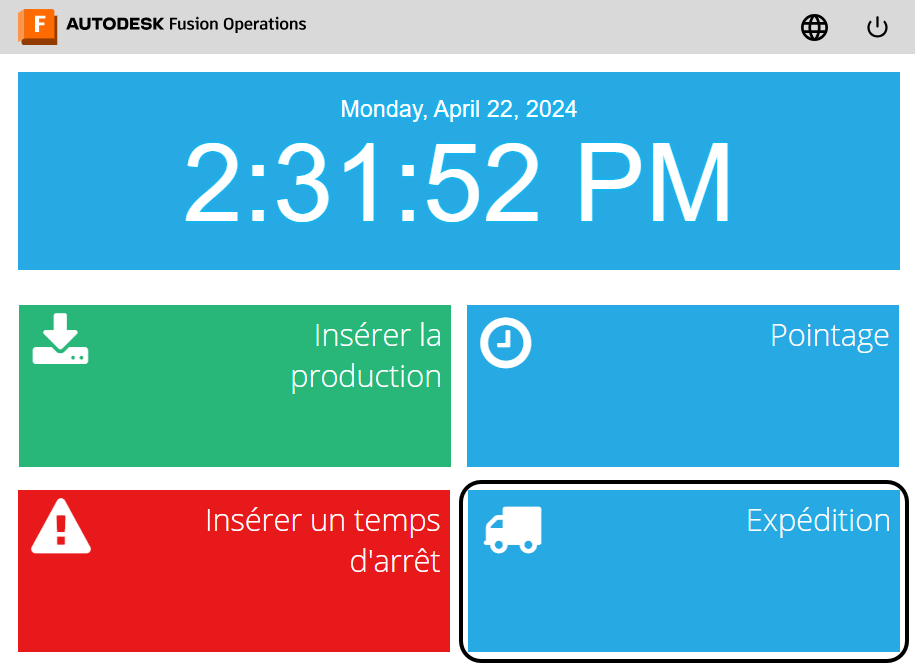 F AUTODESK Fusion Operations
Monday, April 22, 2024
2:31:52 PM
Insérer la
production
Pointage
Insérer un temps
d'arrêt
Expédition